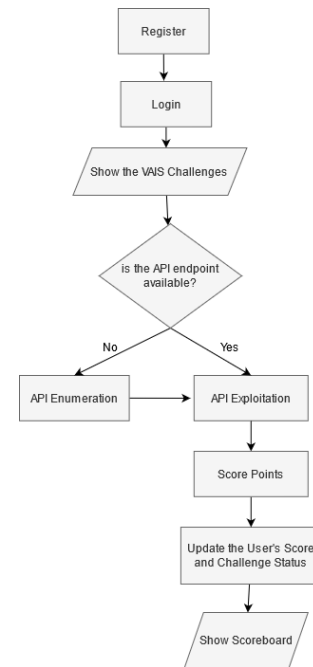 Register
Login
Show the VAIS Challenges
is the API endpoint
available?
No
Yes
API Enumeration
API Exploitation
Score Points
Update the User's Score
and Challenge Status
Show Scoreboard